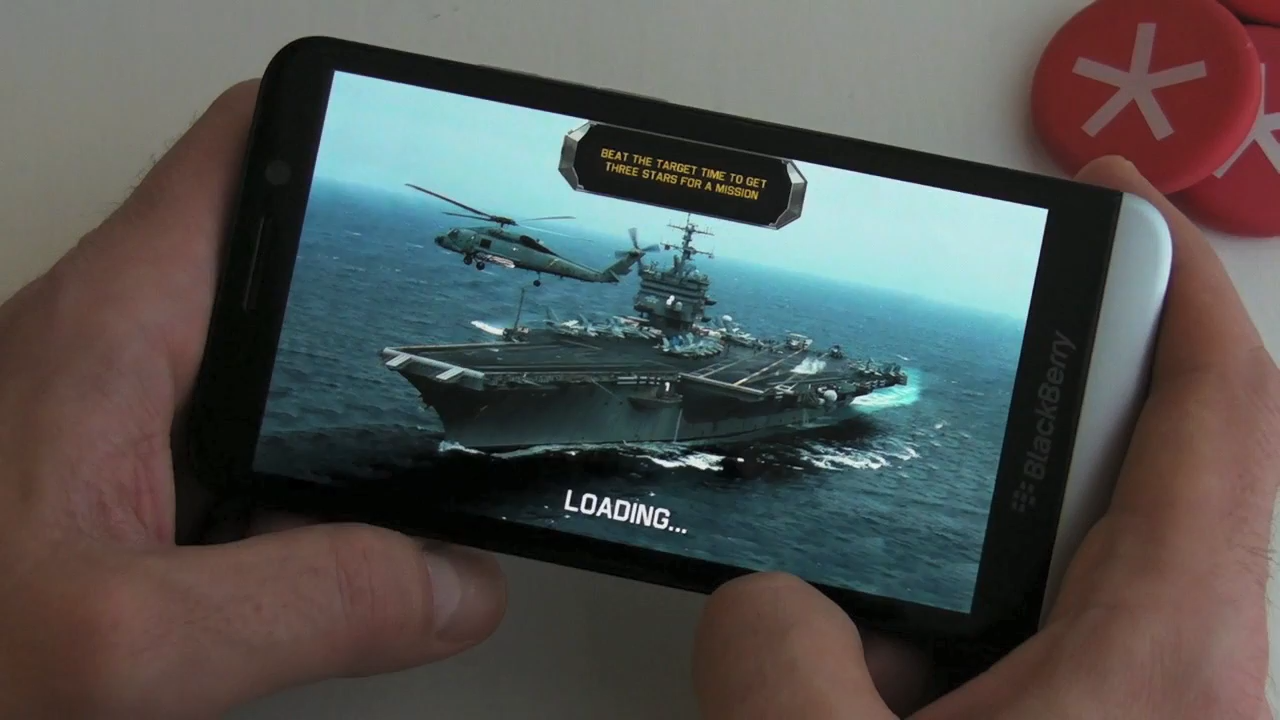 BEAT THE TARGET TIME TO GET
THREE STARS FOR A MISSION
LOADING...
BlackBerry